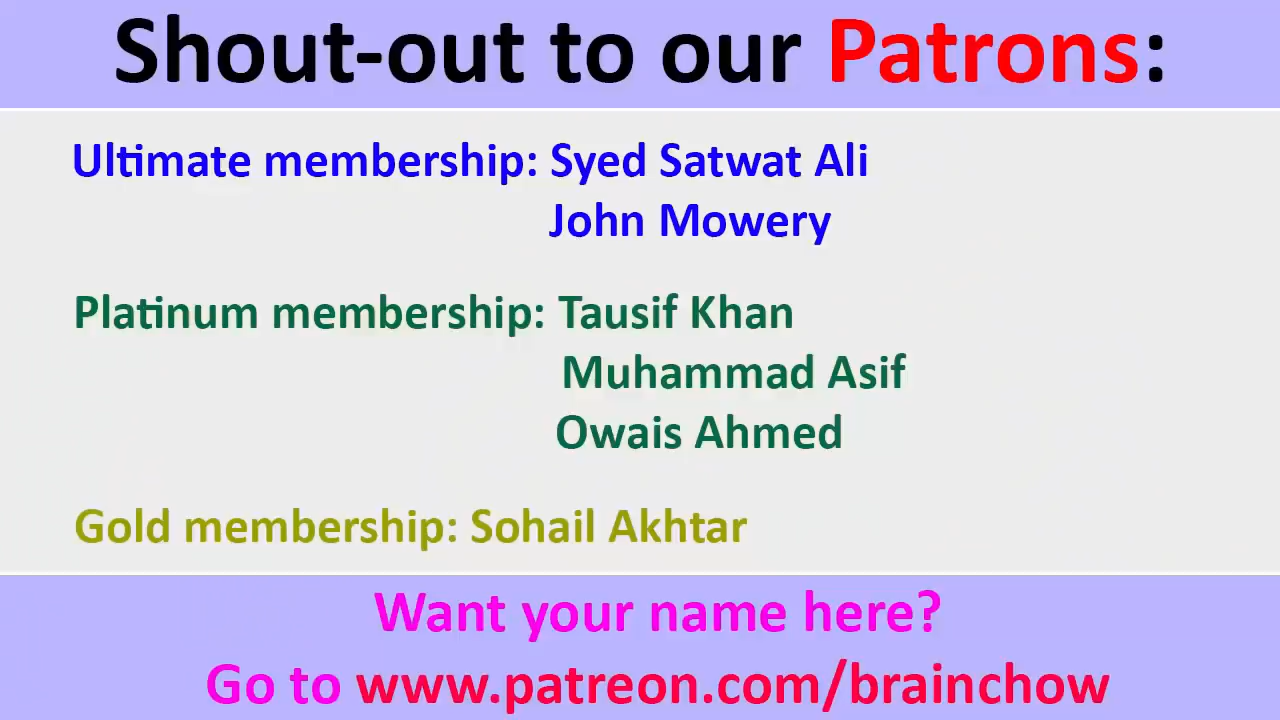 Shout-out to our Patrons:
Ultimate membership: Syed Satwat Ali
John Mowery
Platinum membership: Tausif Khan
Muhammad Asif
Owais Ahmed
Gold membership: Sohail Akhtar
Want your name here?
Go to www.patreon.com/brainchow